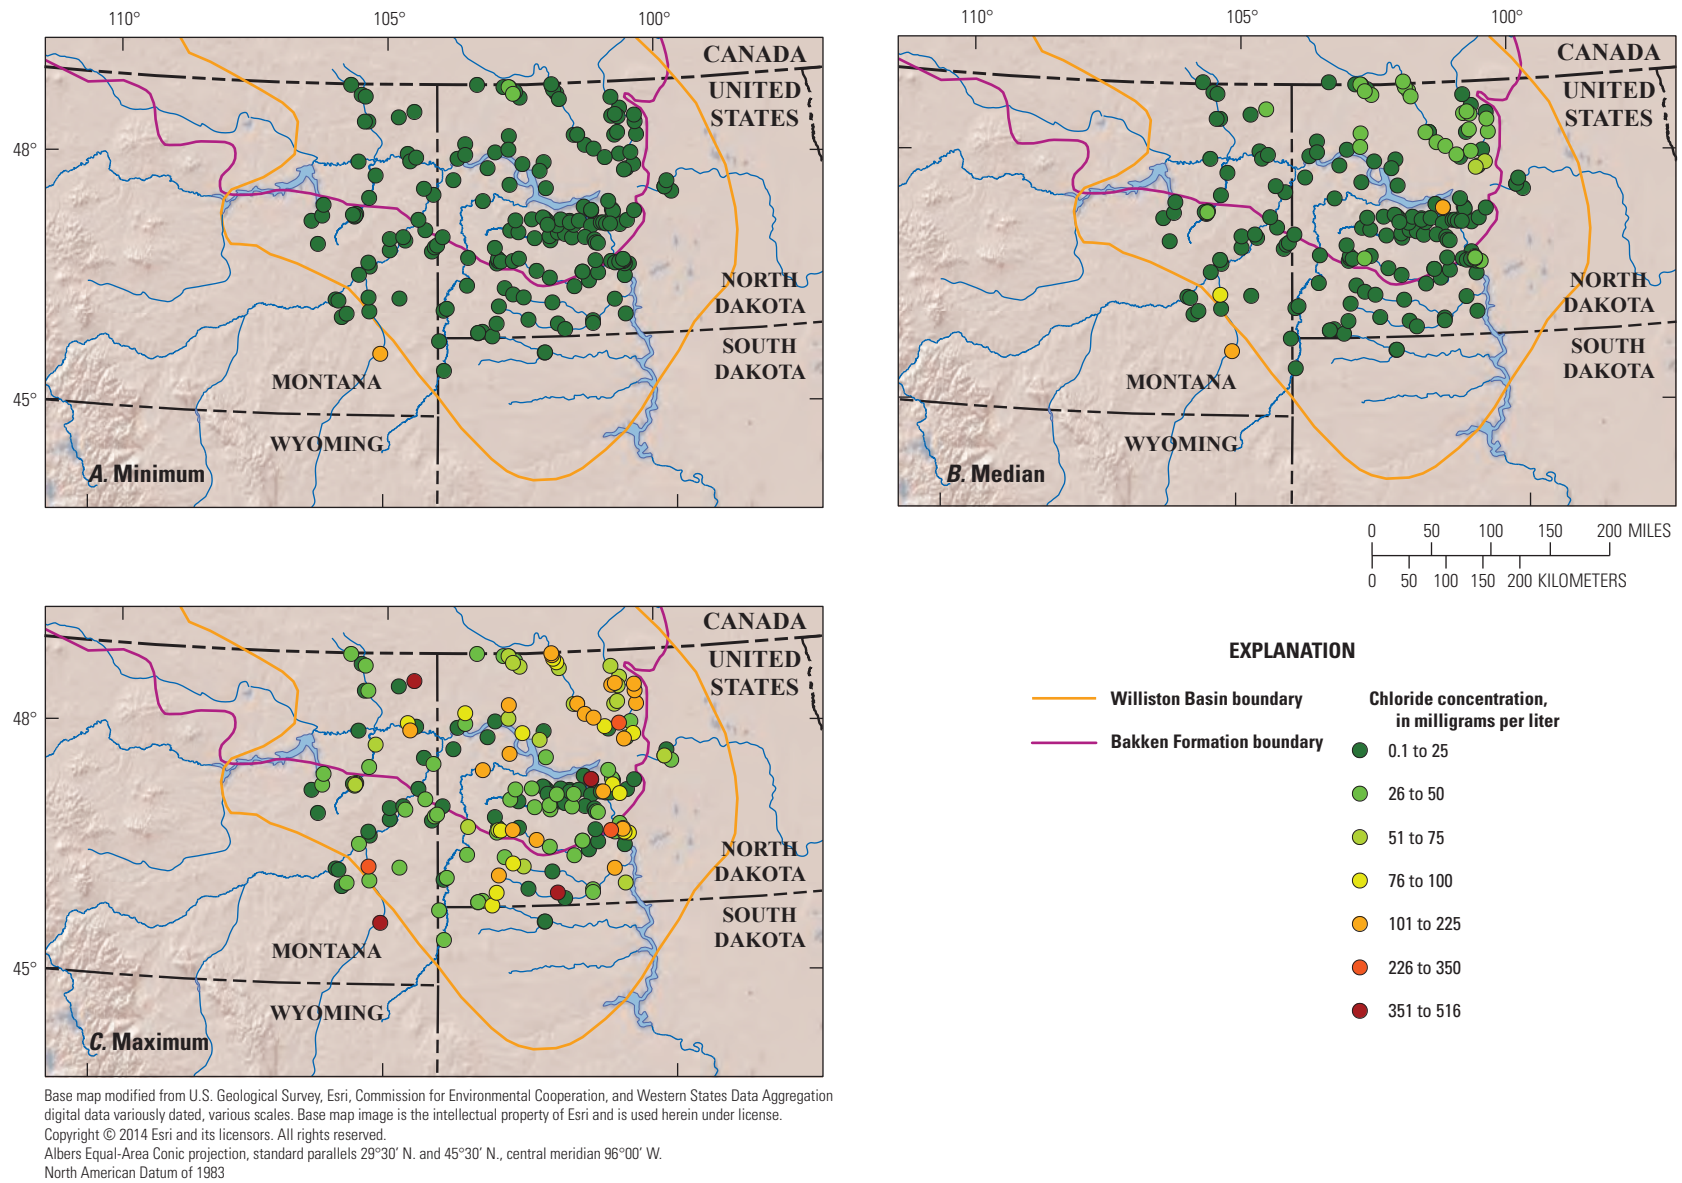 110°
105°
100°
CANADA
UNITED
STATES
48°
NORTH
DAKOTA
SOUTH
DAKOTA
MONTANA
45°
WYOMING
A. Minimum
110°
105°
100°
CANADA
UNITED
STATES
NORTH
DAKOTA
SOUTH
DAKOTA
MONTANA
WYOMING
B. Median
0 50 100 150 200 MILES
0 50 100 150 200 KILOMETERS
CANADA
UNITED
STATES
48°
NORTH
DAKOTA
SOUTH
DAKOTA
MONTANA
45°
WYOMING
C. Maximum
EXPLANATION
Williston Basin boundary
Bakken Formation boundary
Chloride concentration,
in milligrams per liter
0.1 to 25
26 to 50
51 to 75
76 to 100
101 to 225
226 to 350
351 to 516
Base map modified from U.S. Geological Survey, Esri, Commission for Environmental Cooperation, and Western States Data Aggregation
digital data variously dated, various scales. Base map image is the intellectual property of Esri and is used herein under license.
Copyright © 2014 Esri and its licensors. All rights reserved.
Albers Equal-Area Conic projection, standard parallels 29°30′ N. and 45°30′ N., central meridian 96°00′ W.
North American Datum of 1983